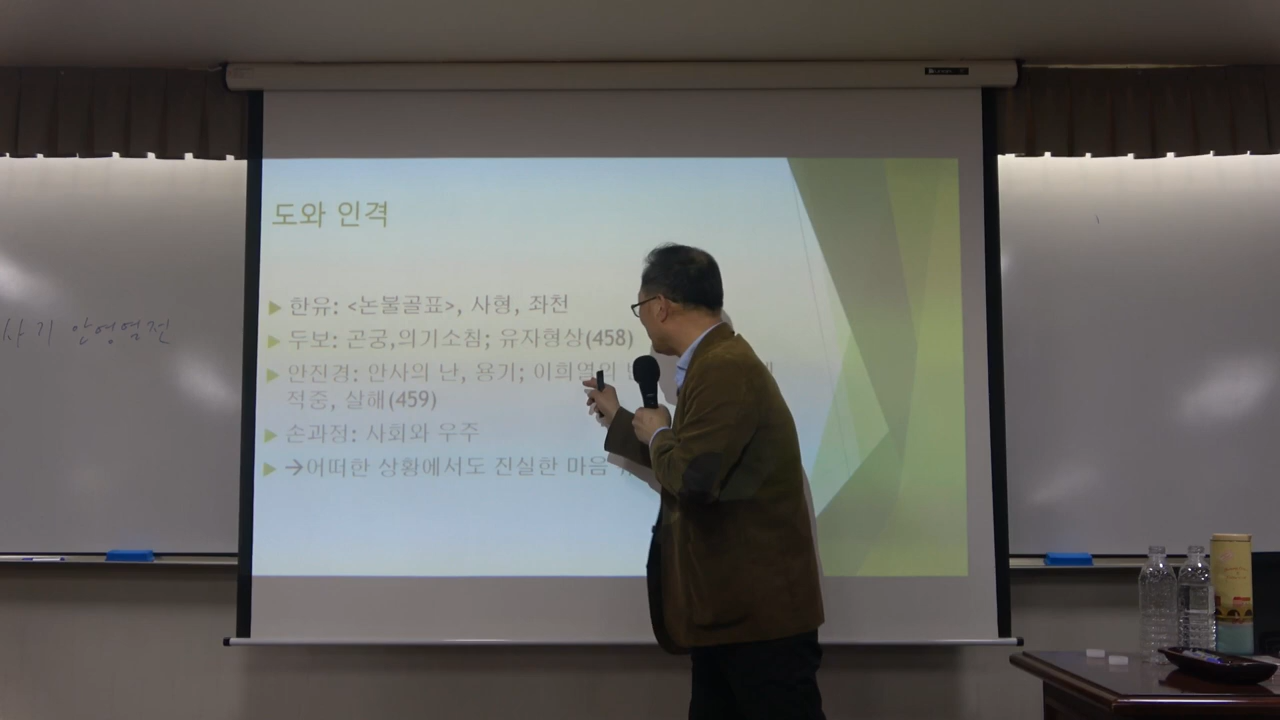 도와 인격
한유: <논불골표>, 사형, 좌천
두보: 곤궁,의기소침; 유자형상(458)
안진경: 안사의 난, 용기; 이희열의
적중, 살해(459)
손과정: 사회와 우주
→어떠한 상황에서도 진실한 마음
사기 안영열전